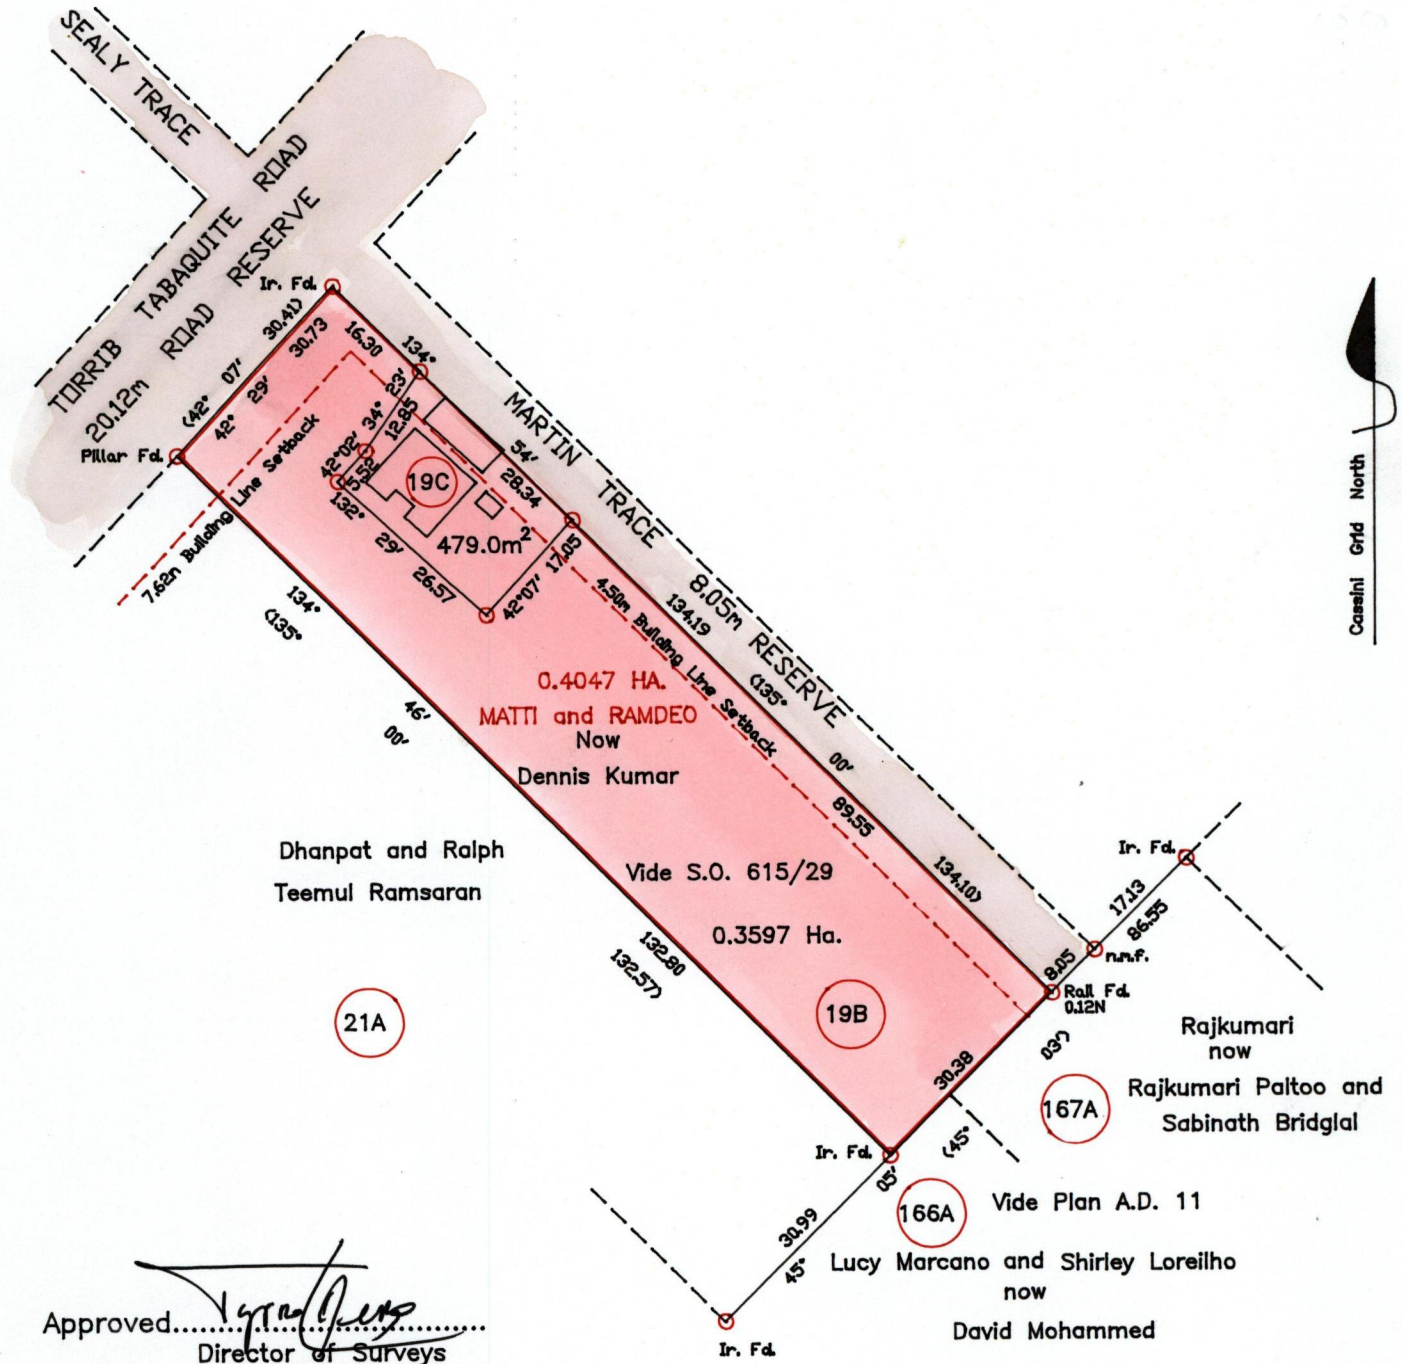 SEALY TRACE
TORRIB TABAQUITE ROAD
20.12m ROAD RESERVE
Ir. Fd.
Pillar Fd.
(42° 07' 30.41)
42° 29' 30.73
16.30
134° 54'
23'
34°
12.85
42°02'
5.52
19C
28.34
132° 29' 26.57
479.0m²
42°07' 17.05
7.62m Building Line Setback
MARTIN TRACE
8.05m RESERVE
134.19
4.50m Building Line Setback
(135° 00' 134.10)
89.55
134° 46' 132.80
(135° 00' 132.57)
0.4047 HA.
MATTI and RAMDEO
Now
Dennis Kumar
Vide S.O. 615/29
0.3597 Ha.
19B
Dhanpat and Ralph
Teemul Ramsaran
21A
Cassini Grid North
Ir. Fd.
17.13
86.55
n.m.f.
8.05
Rail Fd.
0.12N
03')
30.38
(45°
Rajkumari
now
Rajkumari Paltoo and
Sabinath Bridglal
167A
Ir. Fd.
05'
30.99
45°
166A
Vide Plan A.D. 11
Lucy Marcano and Shirley Loreilho
now
David Mohammed
Ir. Fd.
Approved
Director of Surveys